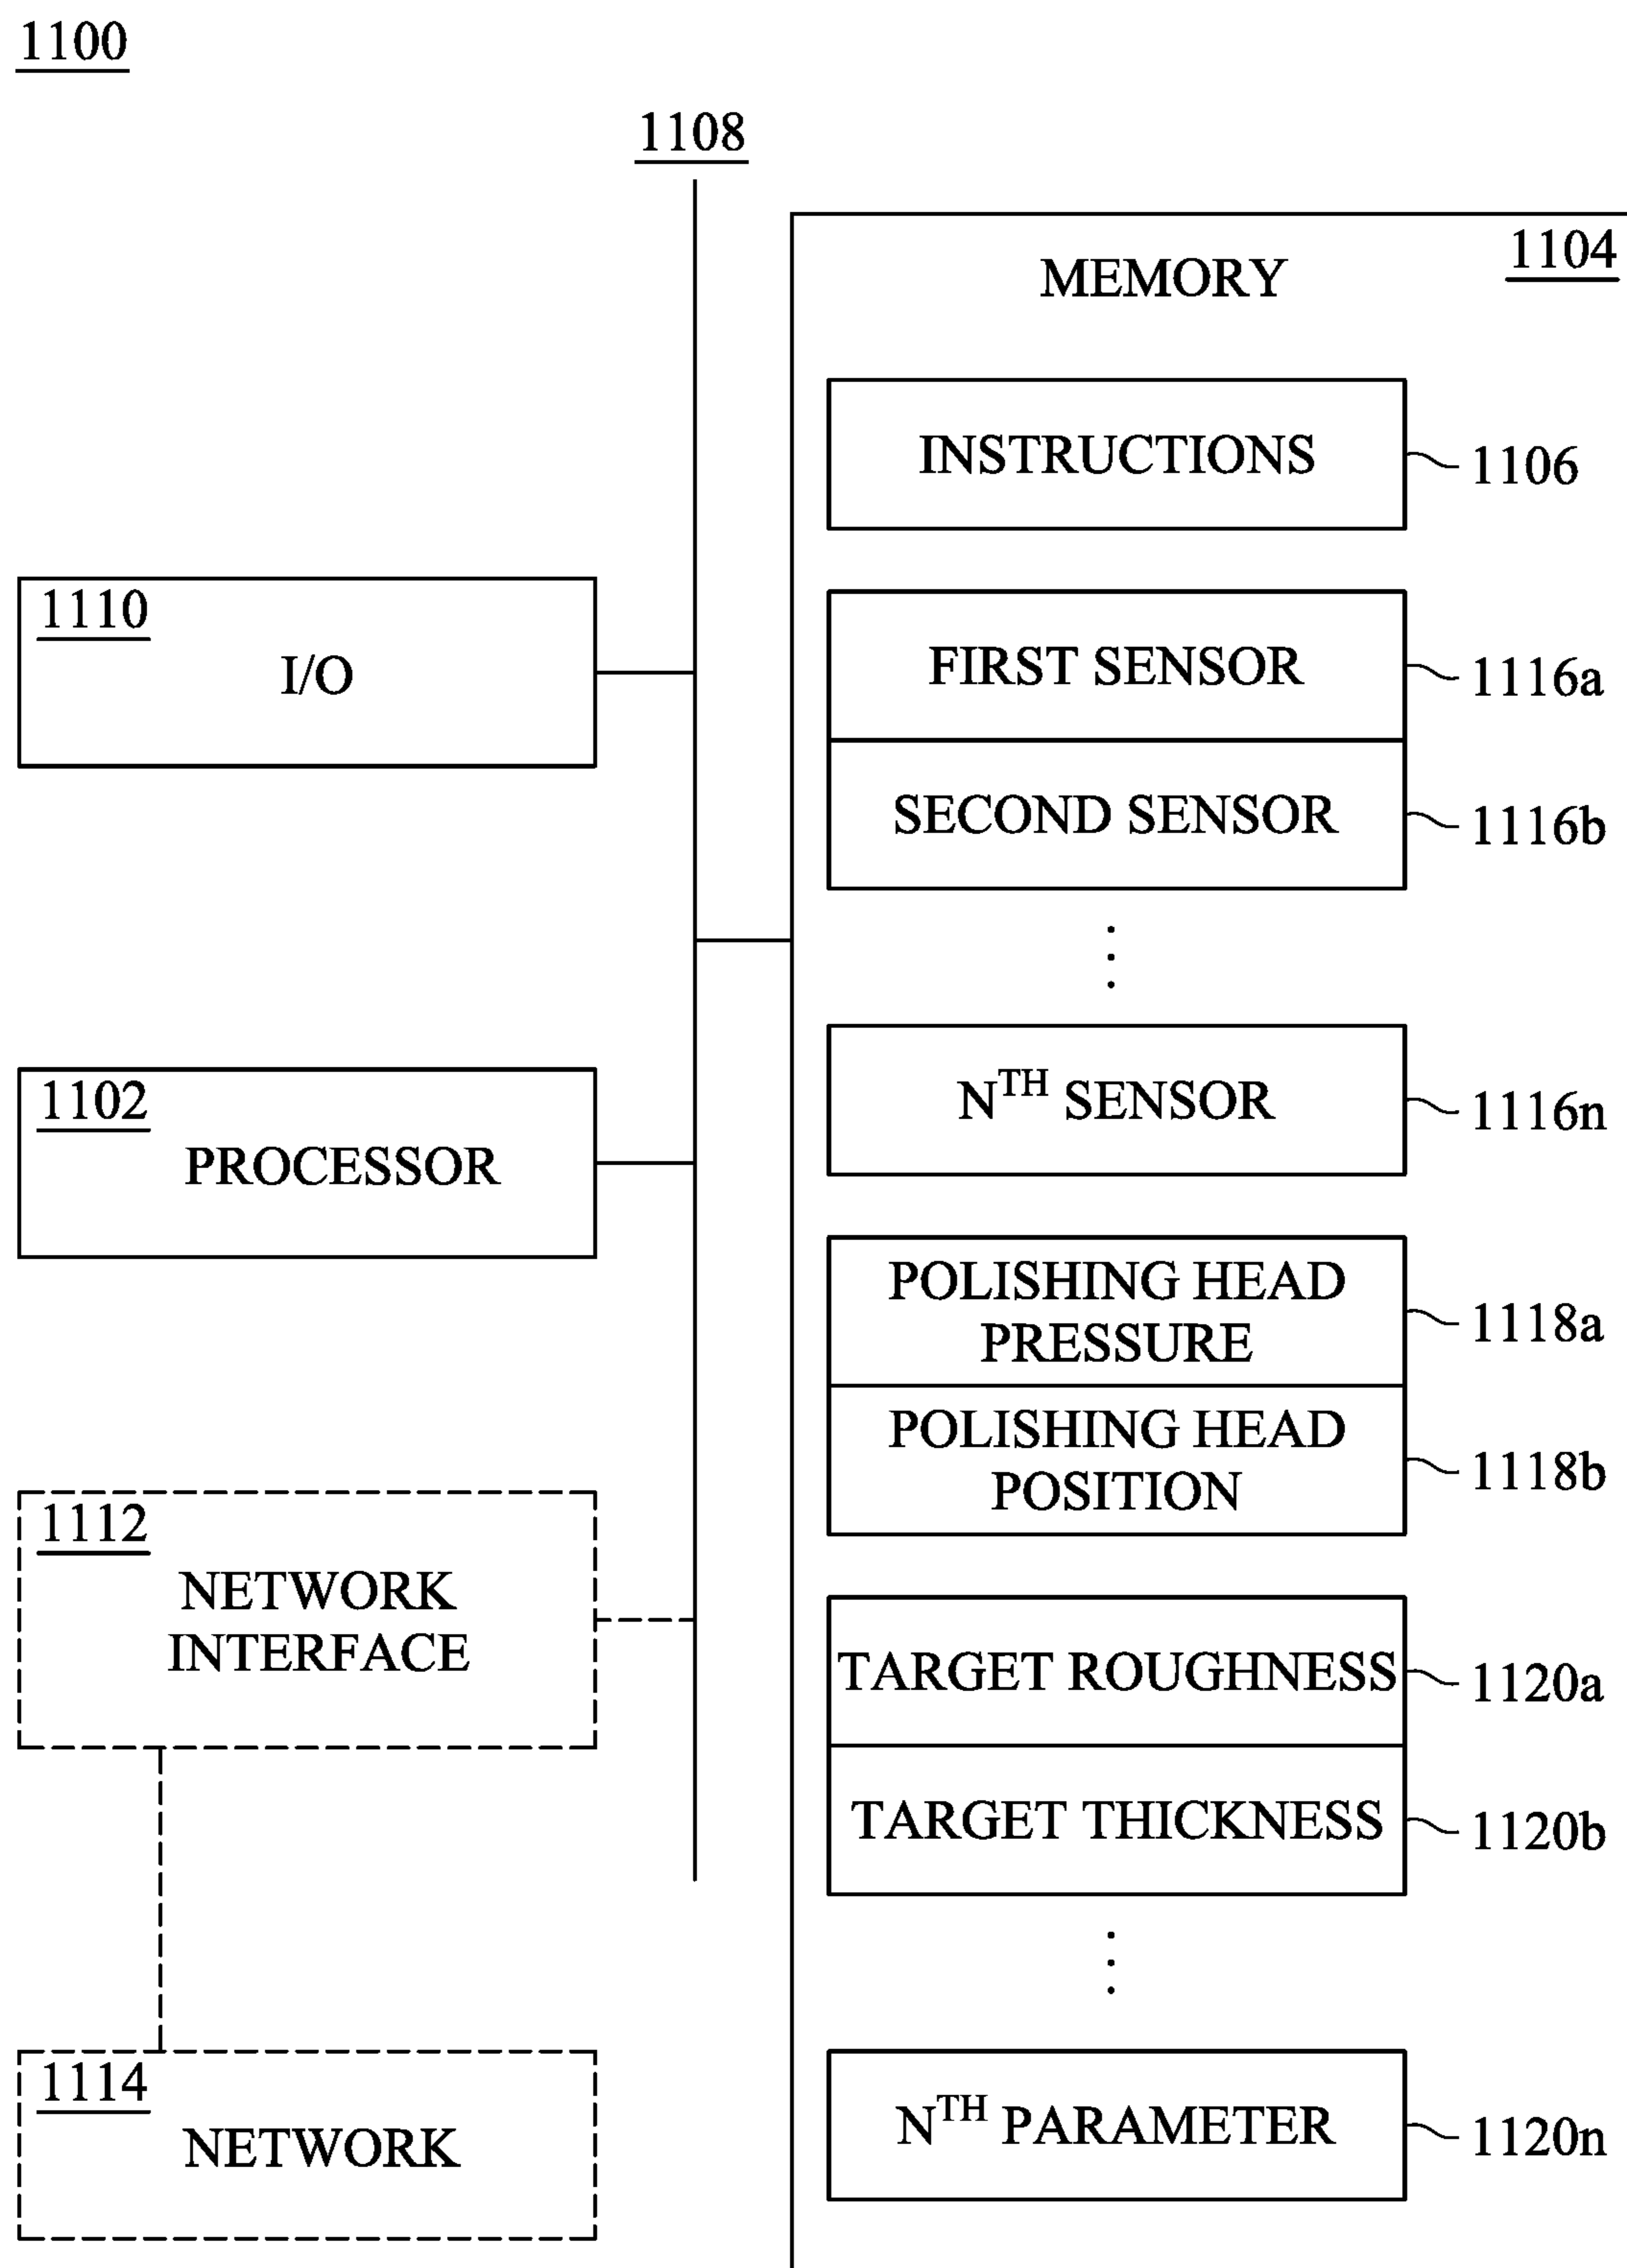 1100
1108
1104
MEMORY
INSTRUCTIONS
1106
1110
I/O
FIRST SENSOR
1116a
SECOND SENSOR
1116b
NTH SENSOR
1116n
1102
PROCESSOR
POLISHING HEAD
PRESSURE
1118a
POLISHING HEAD
POSITION
1118b
1112
NETWORK
INTERFACE
TARGET ROUGHNESS
1120a
TARGET THICKNESS
1120b
1114
NETWORK
NTH PARAMETER
1120n